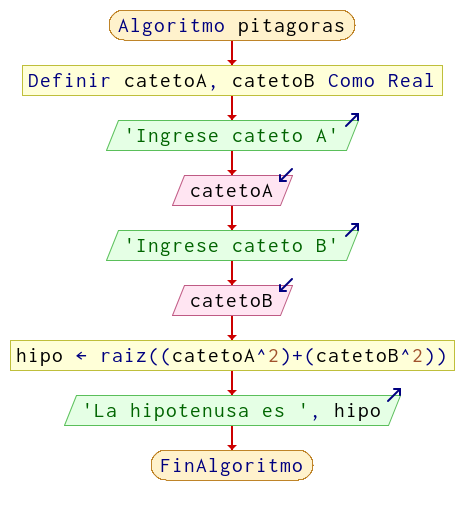 Algoritmo pitagoras
Definir catetoA, catetoB Como Real
'Ingrese cateto A'
catetoA
'Ingrese cateto B'
catetoB
hipo ← raiz((catetoA^2)+(catetoB^2))
'La hipotenusa es ', hipo
FinAlgoritmo